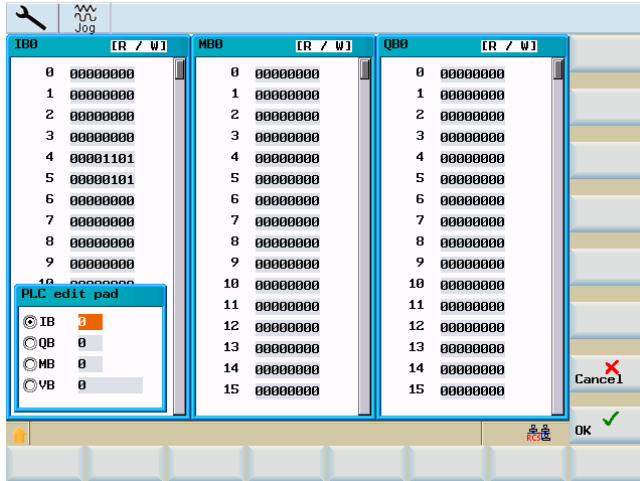 Jog
IB0 [R / W] MB0 [R / W] QB0 [R / W]
0 00000000 0 00000000 0 00000000
1 00000000 1 00000000 1 00000000
2 00000000 2 00000000 2 00000000
3 00000000 3 00000000 3 00000000
4 00001101 4 00000000 4 00000000
5 00000101 5 00000000 5 00000000
6 00000000 6 00000000 6 00000000
7 00000000 7 00000000 7 00000000
8 00000000 8 00000000 8 00000000
9 00000000 9 00000000 9 00000000
10 00000000 10 00000000 10 00000000
PLC edit pad
11 00000000 11 00000000
IB 0
12 00000000 12 00000000
QB 0
13 00000000 13 00000000
MB 0
14 00000000 14 00000000
VB 0
15 00000000 15 00000000
Cancel
OK
RCS